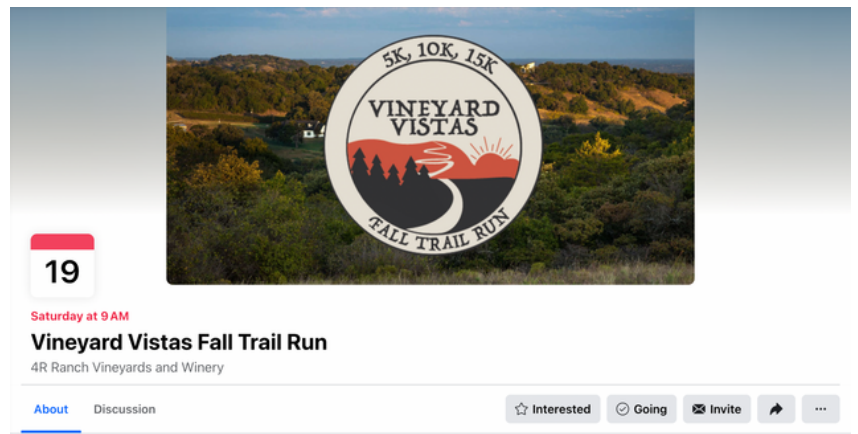 5K, 10K, 15K
VINEYARD
VISTAS
FALL TRAIL RUN
19
Saturday at 9 AM
Vineyard Vistas Fall Trail Run
4R Ranch Vineyards and Winery
About Discussion Interested Going Invite